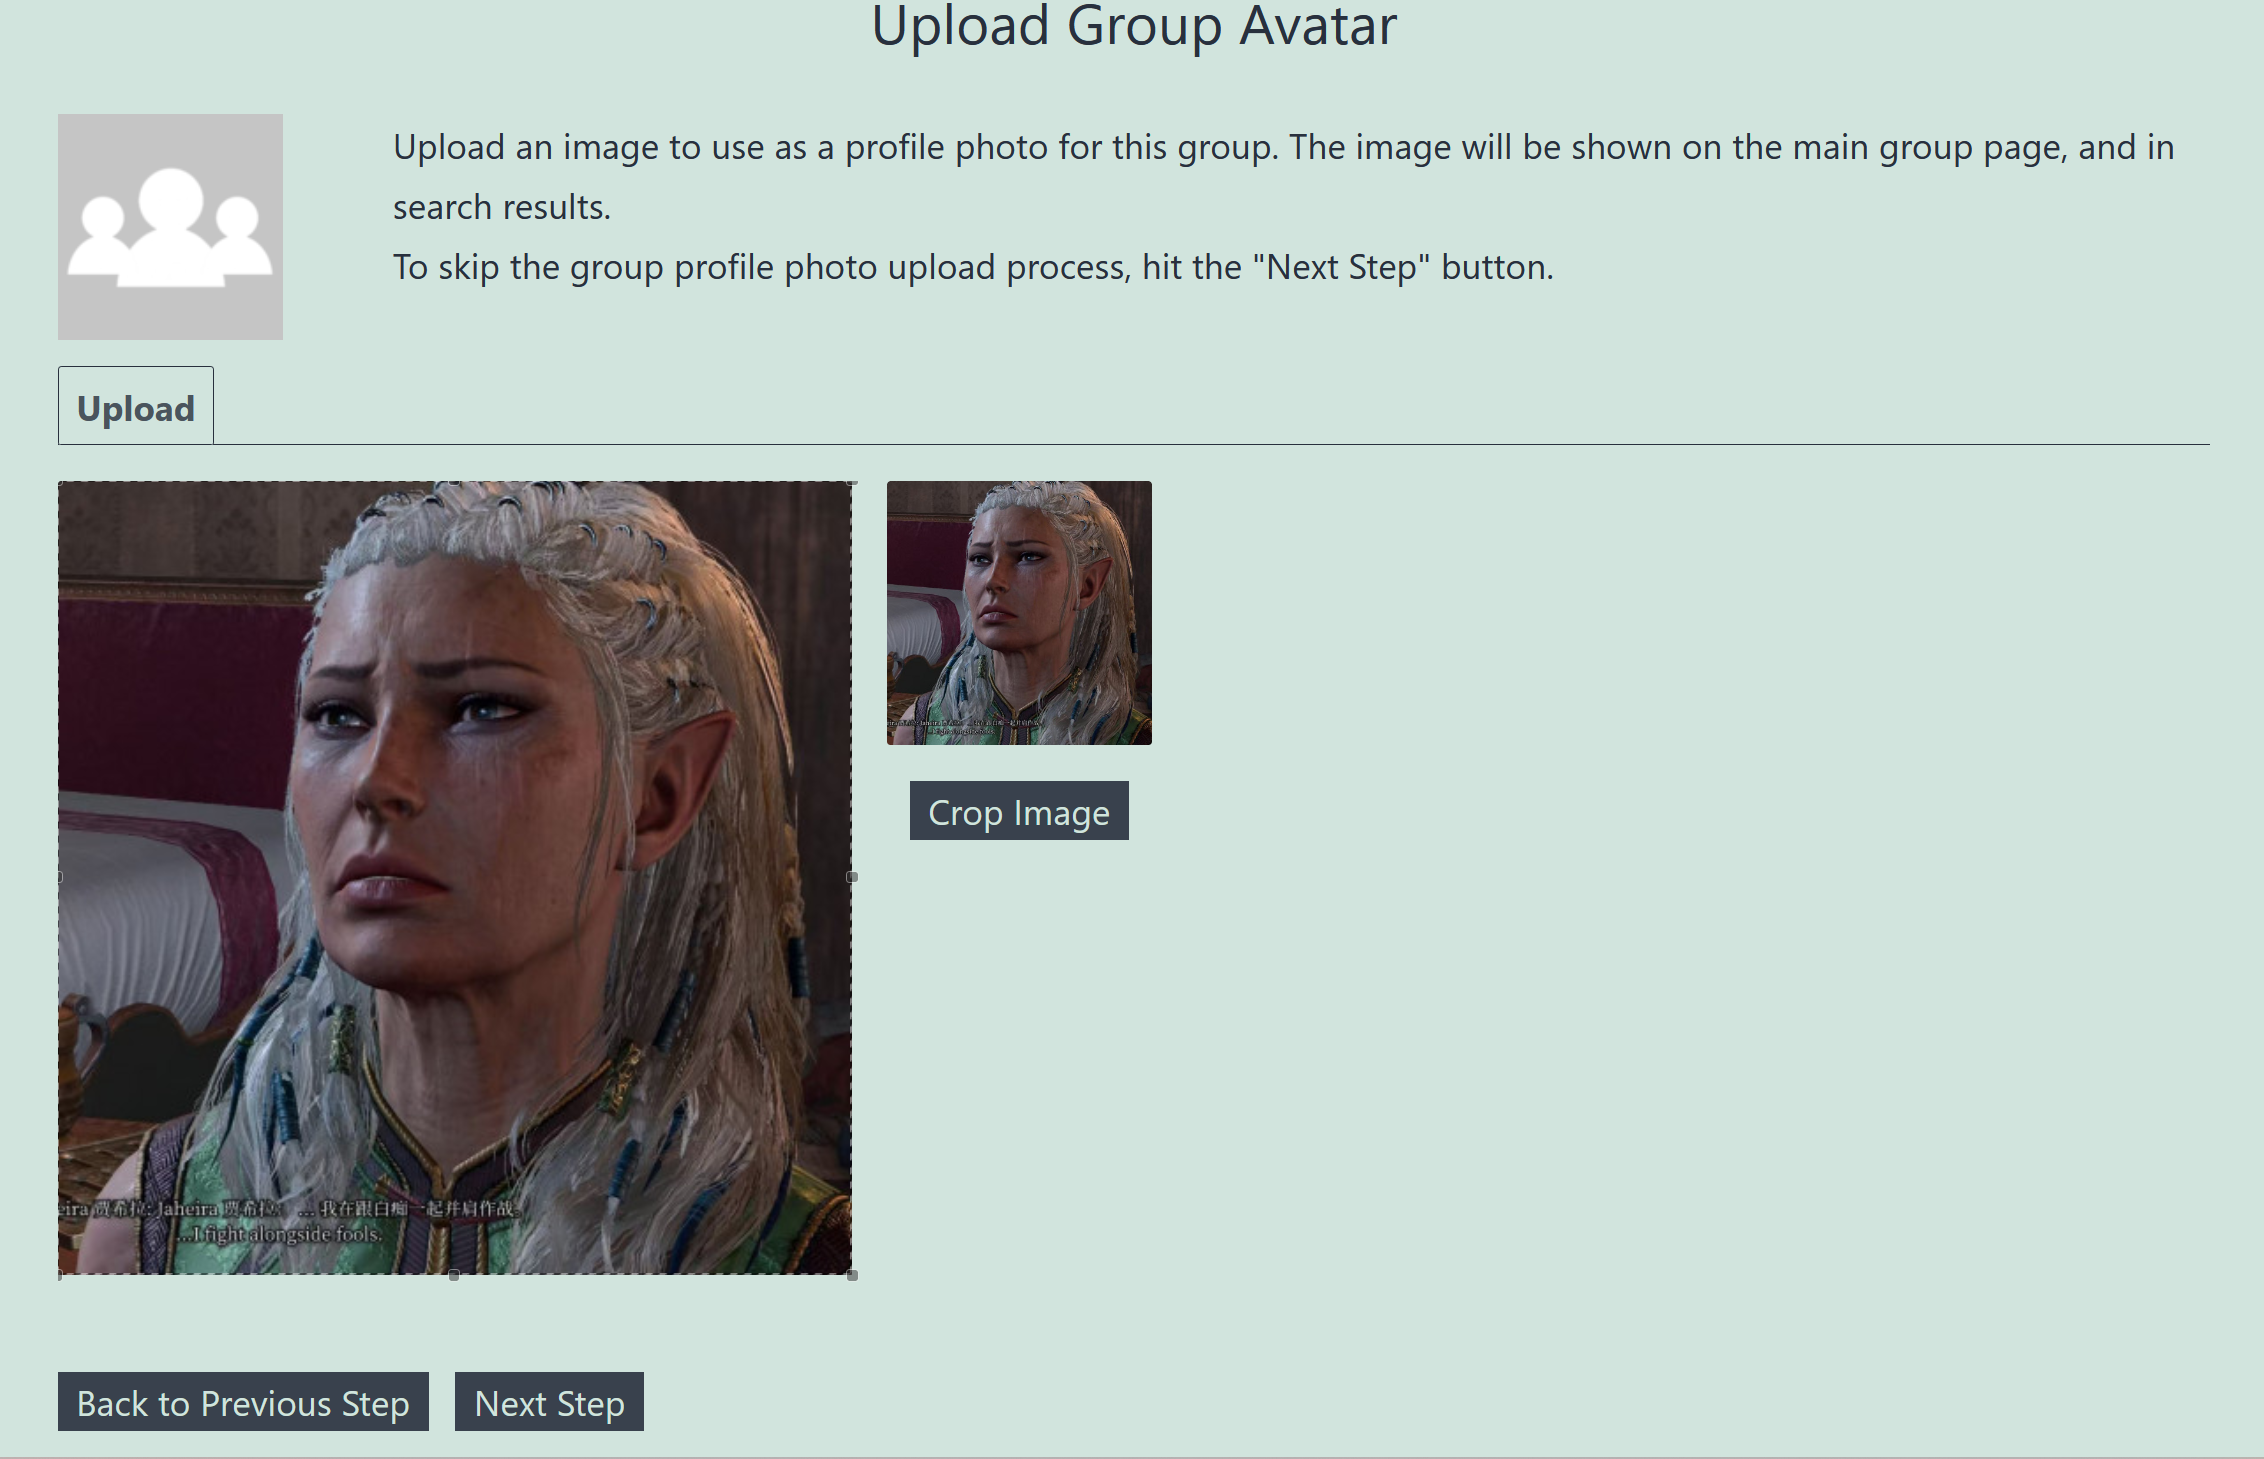 Upload Group Avatar
Upload an image to use as a profile photo for this group. The image will be shown on the main group page, and in
search results.
To skip the group profile photo upload process, hit the "Next Step" button.
Upload
eira 贾希拉: Jaheira 贾希拉: ... 我在跟白痴一起并肩作战。
...I fight alongside fools.
Crop Image
Back to Previous Step
Next Step